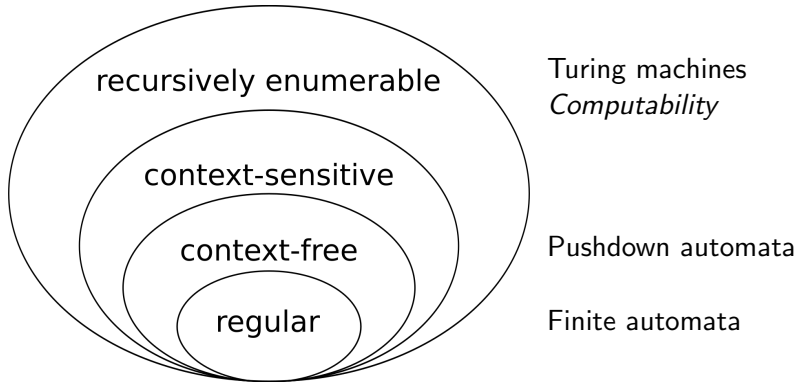 recursively enumerable
Turing machines
Computability
context-sensitive
context-free
Pushdown automata
regular
Finite automata